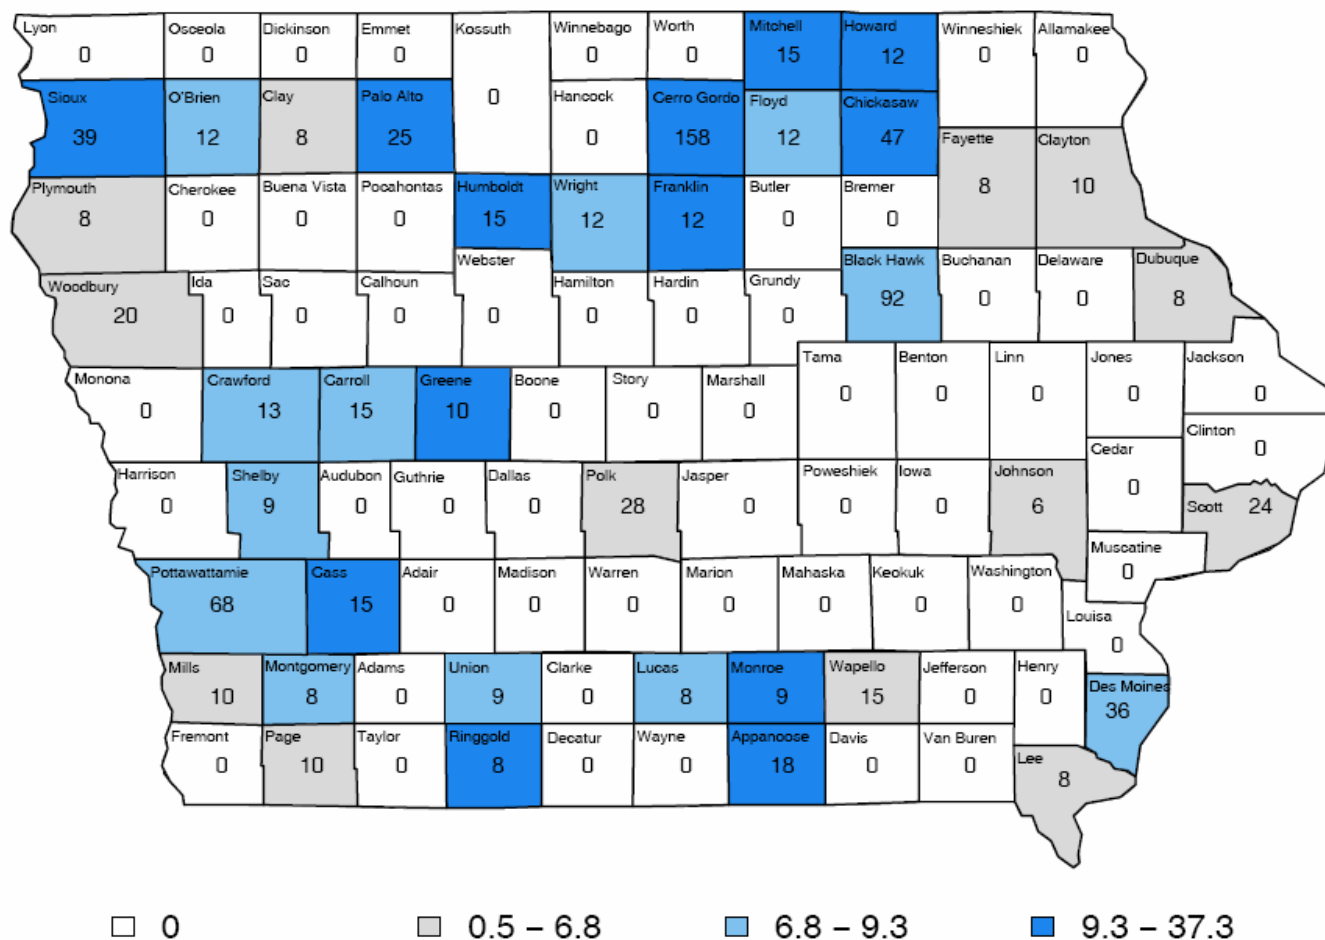 Lyon Osceola Dickinson Emmet Kossuth Winnebago Worth Mitchell Howard Winneshiek Allamakee
0 0 0 0 0 0 15 12 0 0
Sioux O'Brien Clay Palo Alto 0 Hancock Cerro Gordo Floyd Chickasaw
39 12 8 25 0 158 12 47
Fayette Clayton
8 10
Plymouth Cherokee Buena Vista Pocahontas Humboldt Wright Franklin Butler Bremer
8 0 0 0 15 12 12 0 0
Webster Black Hawk Buchanan Delaware Dubuque
Woodbury Ida Sac Calhoun Hamilton Hardin Grundy
20 0 0 0 0 0 0 0 92 0 0 8
Tama Benton Linn Jones Jackson
0 0 0 0 0
Monona Crawford Carroll Greene Boone Story Marshall
0 13 15 10 0 0 0
Clinton
0
Cedar
0
Harrison Shelby Audubon Guthrie Dallas Polk Jasper Poweshiek Iowa Johnson
0 9 0 0 0 28 0 0 0 6
Scott 24
Muscatine
0
Pottawattamie Cass Adair Madison Warren Marion Mahaska Keokuk Washington
68 15 0 0 0 0 0 0 0
Louisa
0
Mills Montgomery Adams Union Clarke Lucas Monroe Wapello Jefferson Henry
10 8 0 9 0 8 9 15 0 0
Des Moines
36
Fremont Page Taylor Ringgold Decatur Wayne Appanoose Davis Van Buren
0 10 0 8 0 0 18 0 0
Lee
8
0 0.5 – 6.8 6.8 – 9.3 9.3 – 37.3